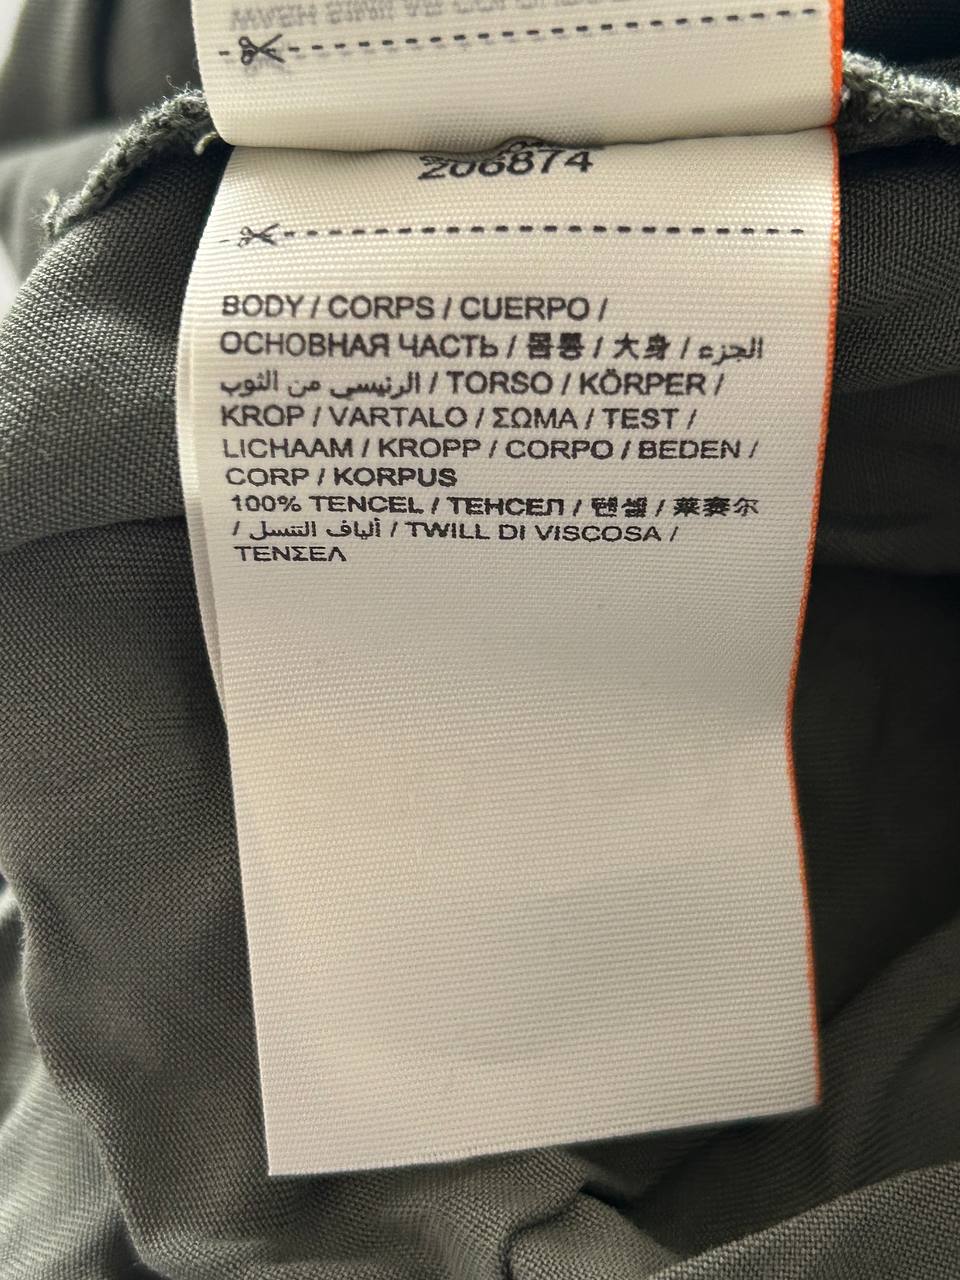 206874
BODY / CORPS / CUERPO /
ОСНОВНАЯ ЧАСТЬ / 몸통 / 大身 / الجزء
الرئيسي من الثوب / TORSO / KÖRPER /
KROP / VARTALO / ΣΩΜΑ / TEST /
LICHAAM / KROPP / CORPO / BEDEN /
CORP / KORPUS
100% TENCEL / ТЕНСЕЛ / 텐셀 / 莱赛尔
/ ألياف التنسل / TWILL DI VISCOSA /
ΤΕΝΣΕΛ